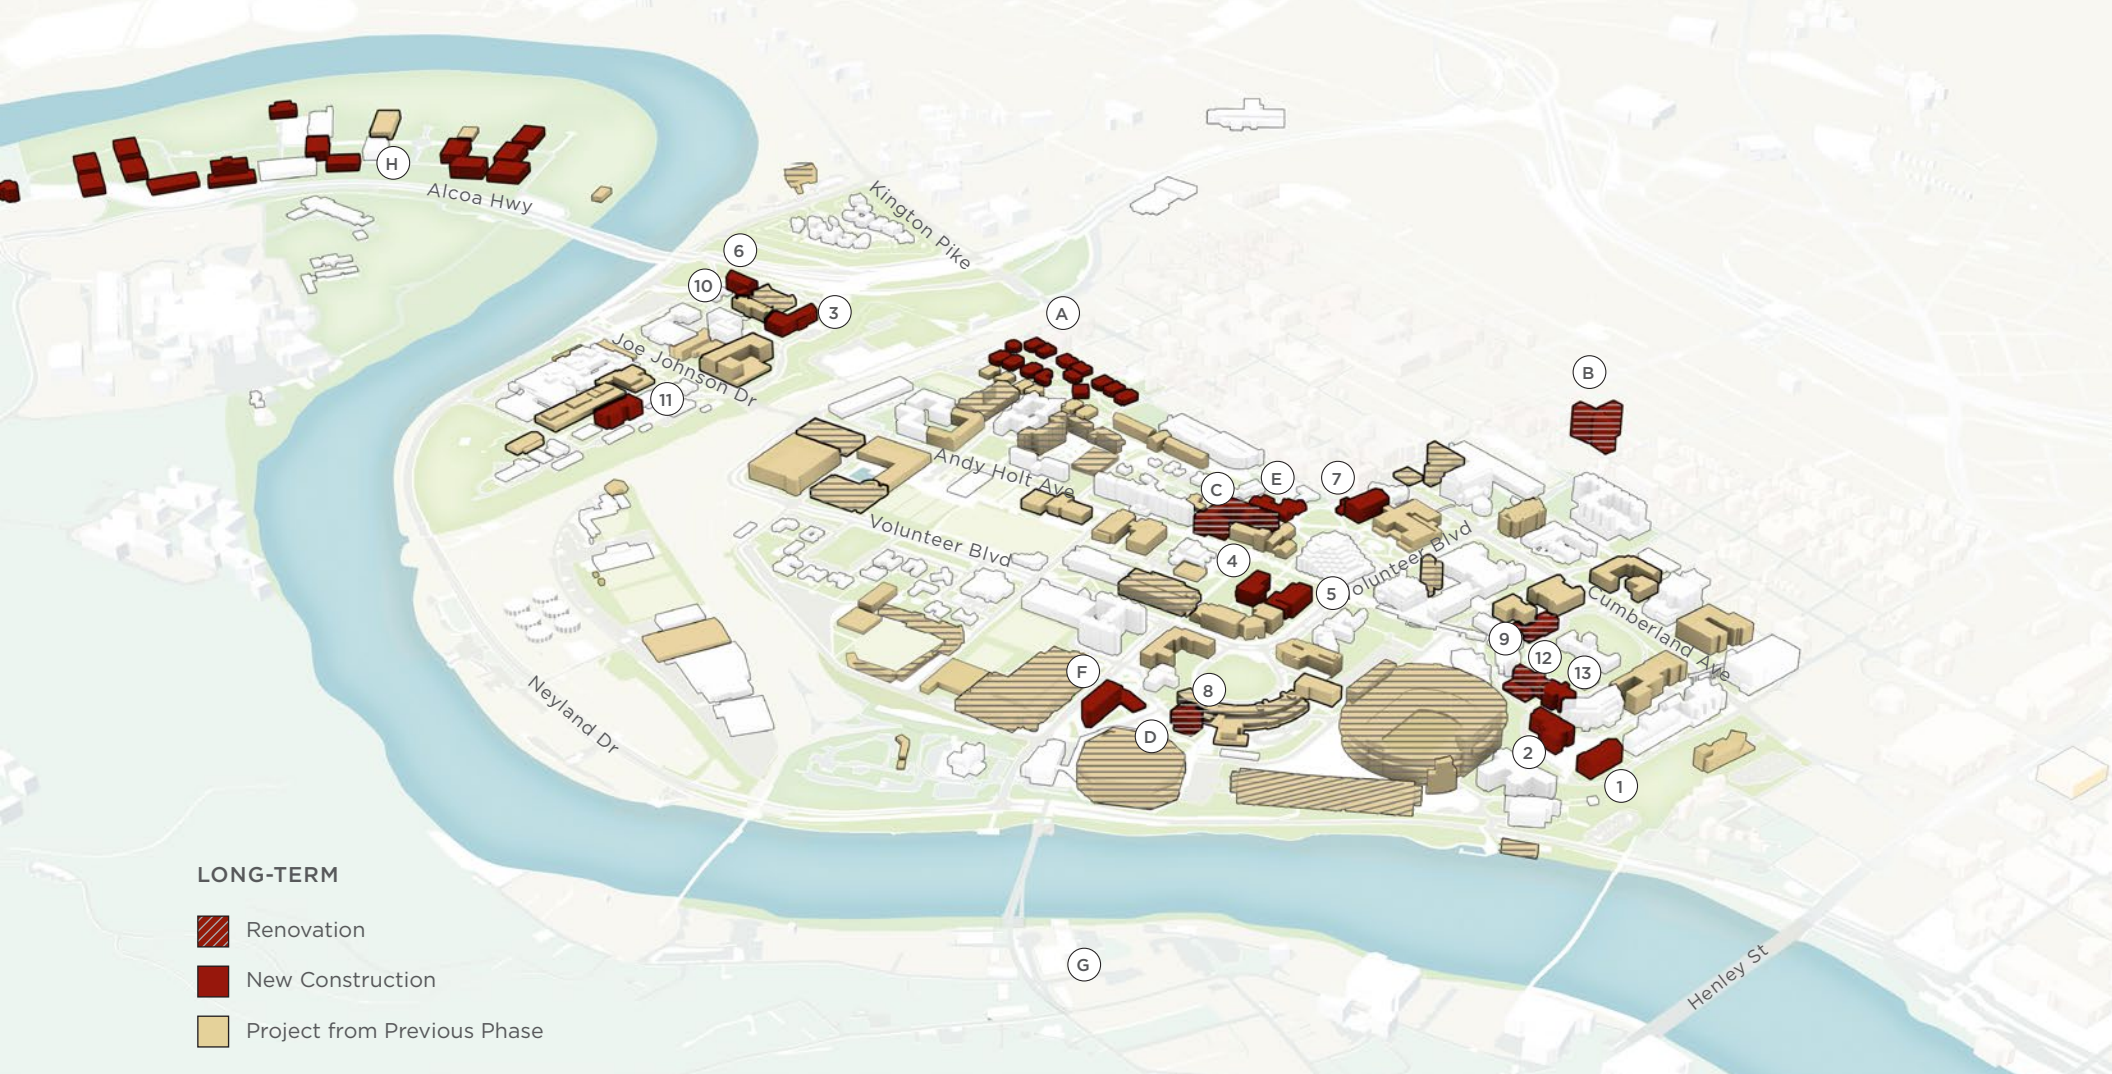 H
Alcoa Hwy
Kington Pike
6
10
3
A
Joe Johnson Dr
11
B
Andy Holt Ave
C
E
7
Volunteer Blvd
4
5
olunteer Blvd
Cumberland Ave
9
12
13
F
8
D
2
1
Neyland Dr
G
Henley St
LONG-TERM
Renovation
New Construction
Project from Previous Phase